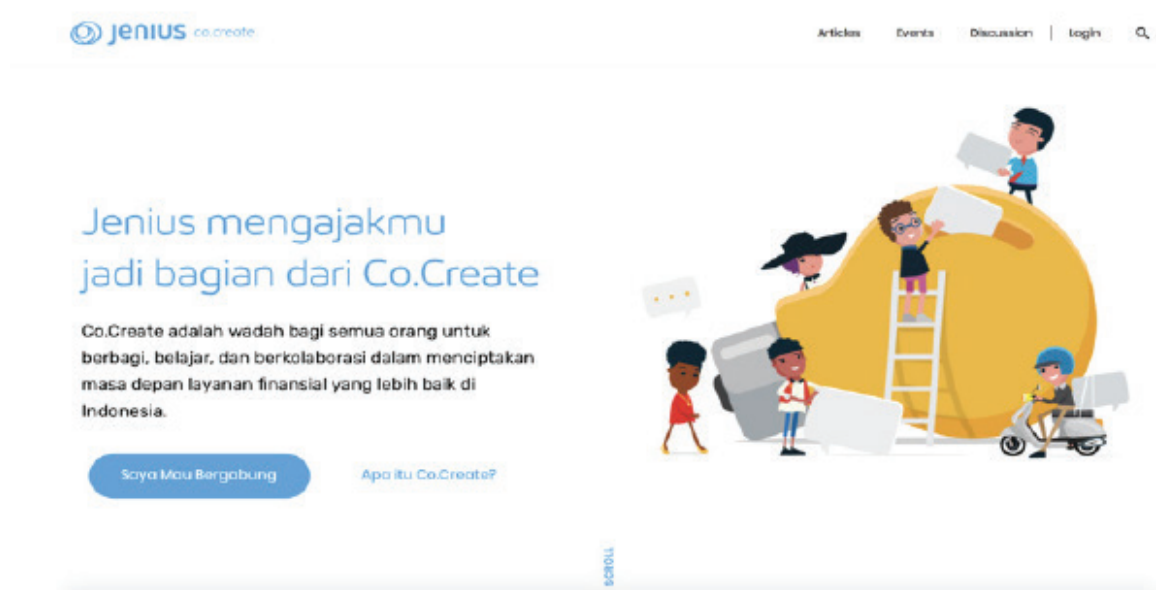 jenius co.create
Articles Events Discussion | Login
Jenius mengajakmu
jadi bagian dari Co.Create
Co.Create adalah wadah bagi semua orang untuk
berbagi, belajar, dan berkolaborasi dalam menciptakan
masa depan layanan finansial yang lebih baik di
Indonesia.
Saya Mau Bergabung Apa itu Co.Create?
SCROLL